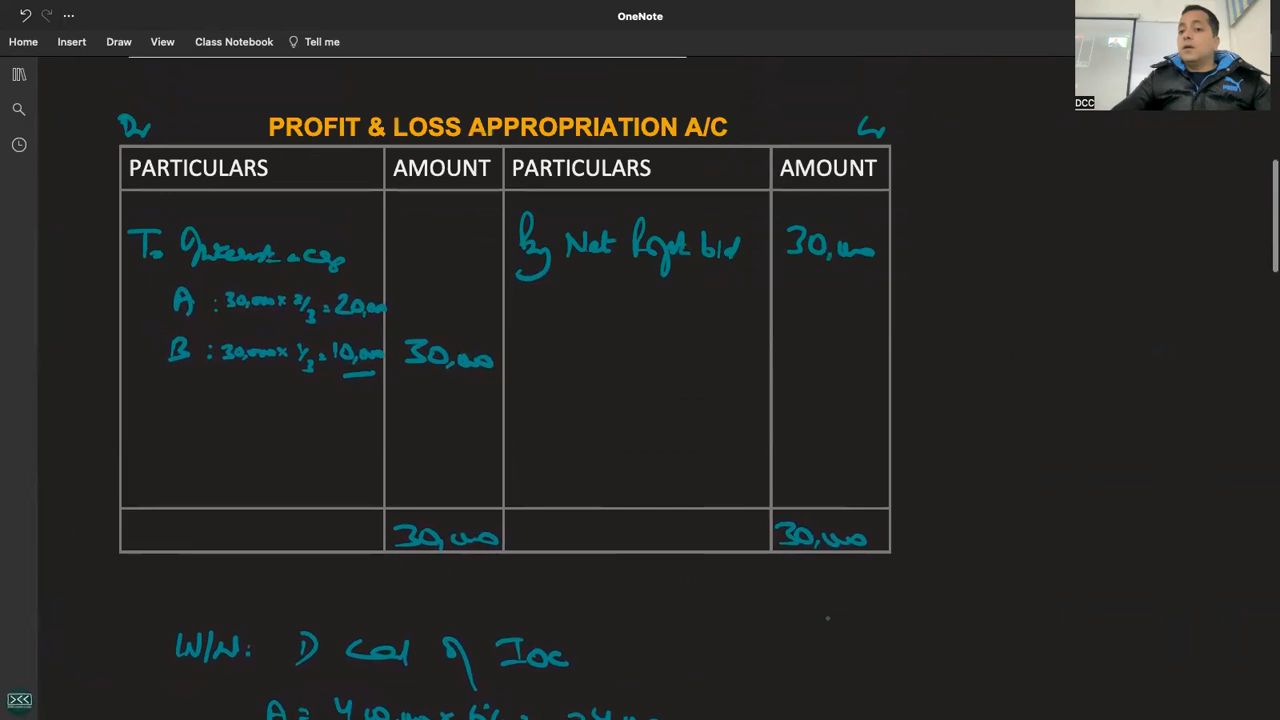 OneNote
Home Insert Draw View Class Notebook Tell me
DCC
Dr PROFIT & LOSS APPROPRIATION A/C Cr
PARTICULARS AMOUNT PARTICULARS AMOUNT
To Interest on cap By Net Profit b/d 30,000
A : 30,000 x 2/3 = 20,000
B : 30,000 x 1/3 = 10,000 30,000
30,000 30,000
W/N: 1) Cal of IOC
A =